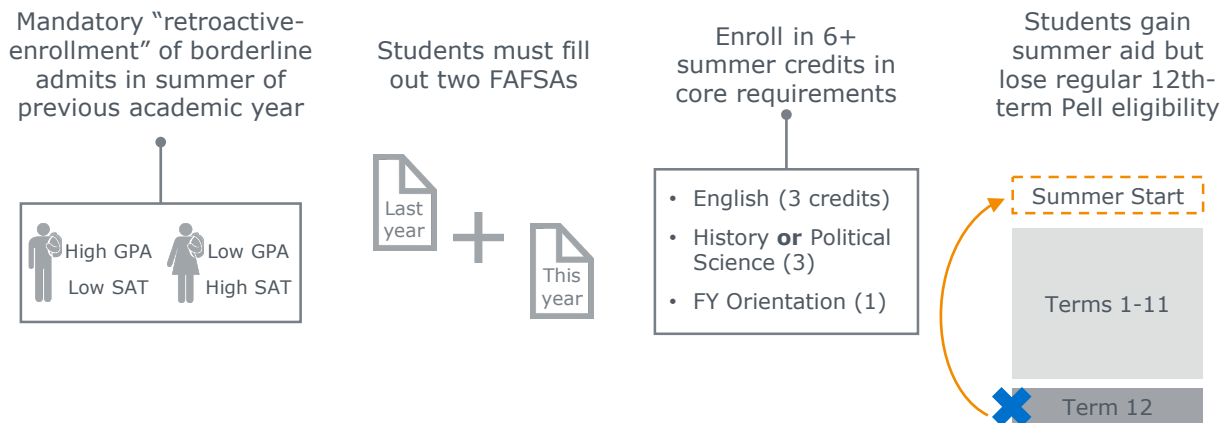 Mandatory “retroactive-
enrollment” of borderline
admits in summer of
previous academic year
High GPA
Low SAT
Low GPA
High SAT
Students must fill
out two FAFSAs
Last
year
This
year
Enroll in 6+
summer credits in
core requirements
• English (3 credits)
• History or Political
Science (3)
• FY Orientation (1)
Students gain
summer aid but
lose regular 12th-
term Pell eligibility
Summer Start
Terms 1-11
Term 12